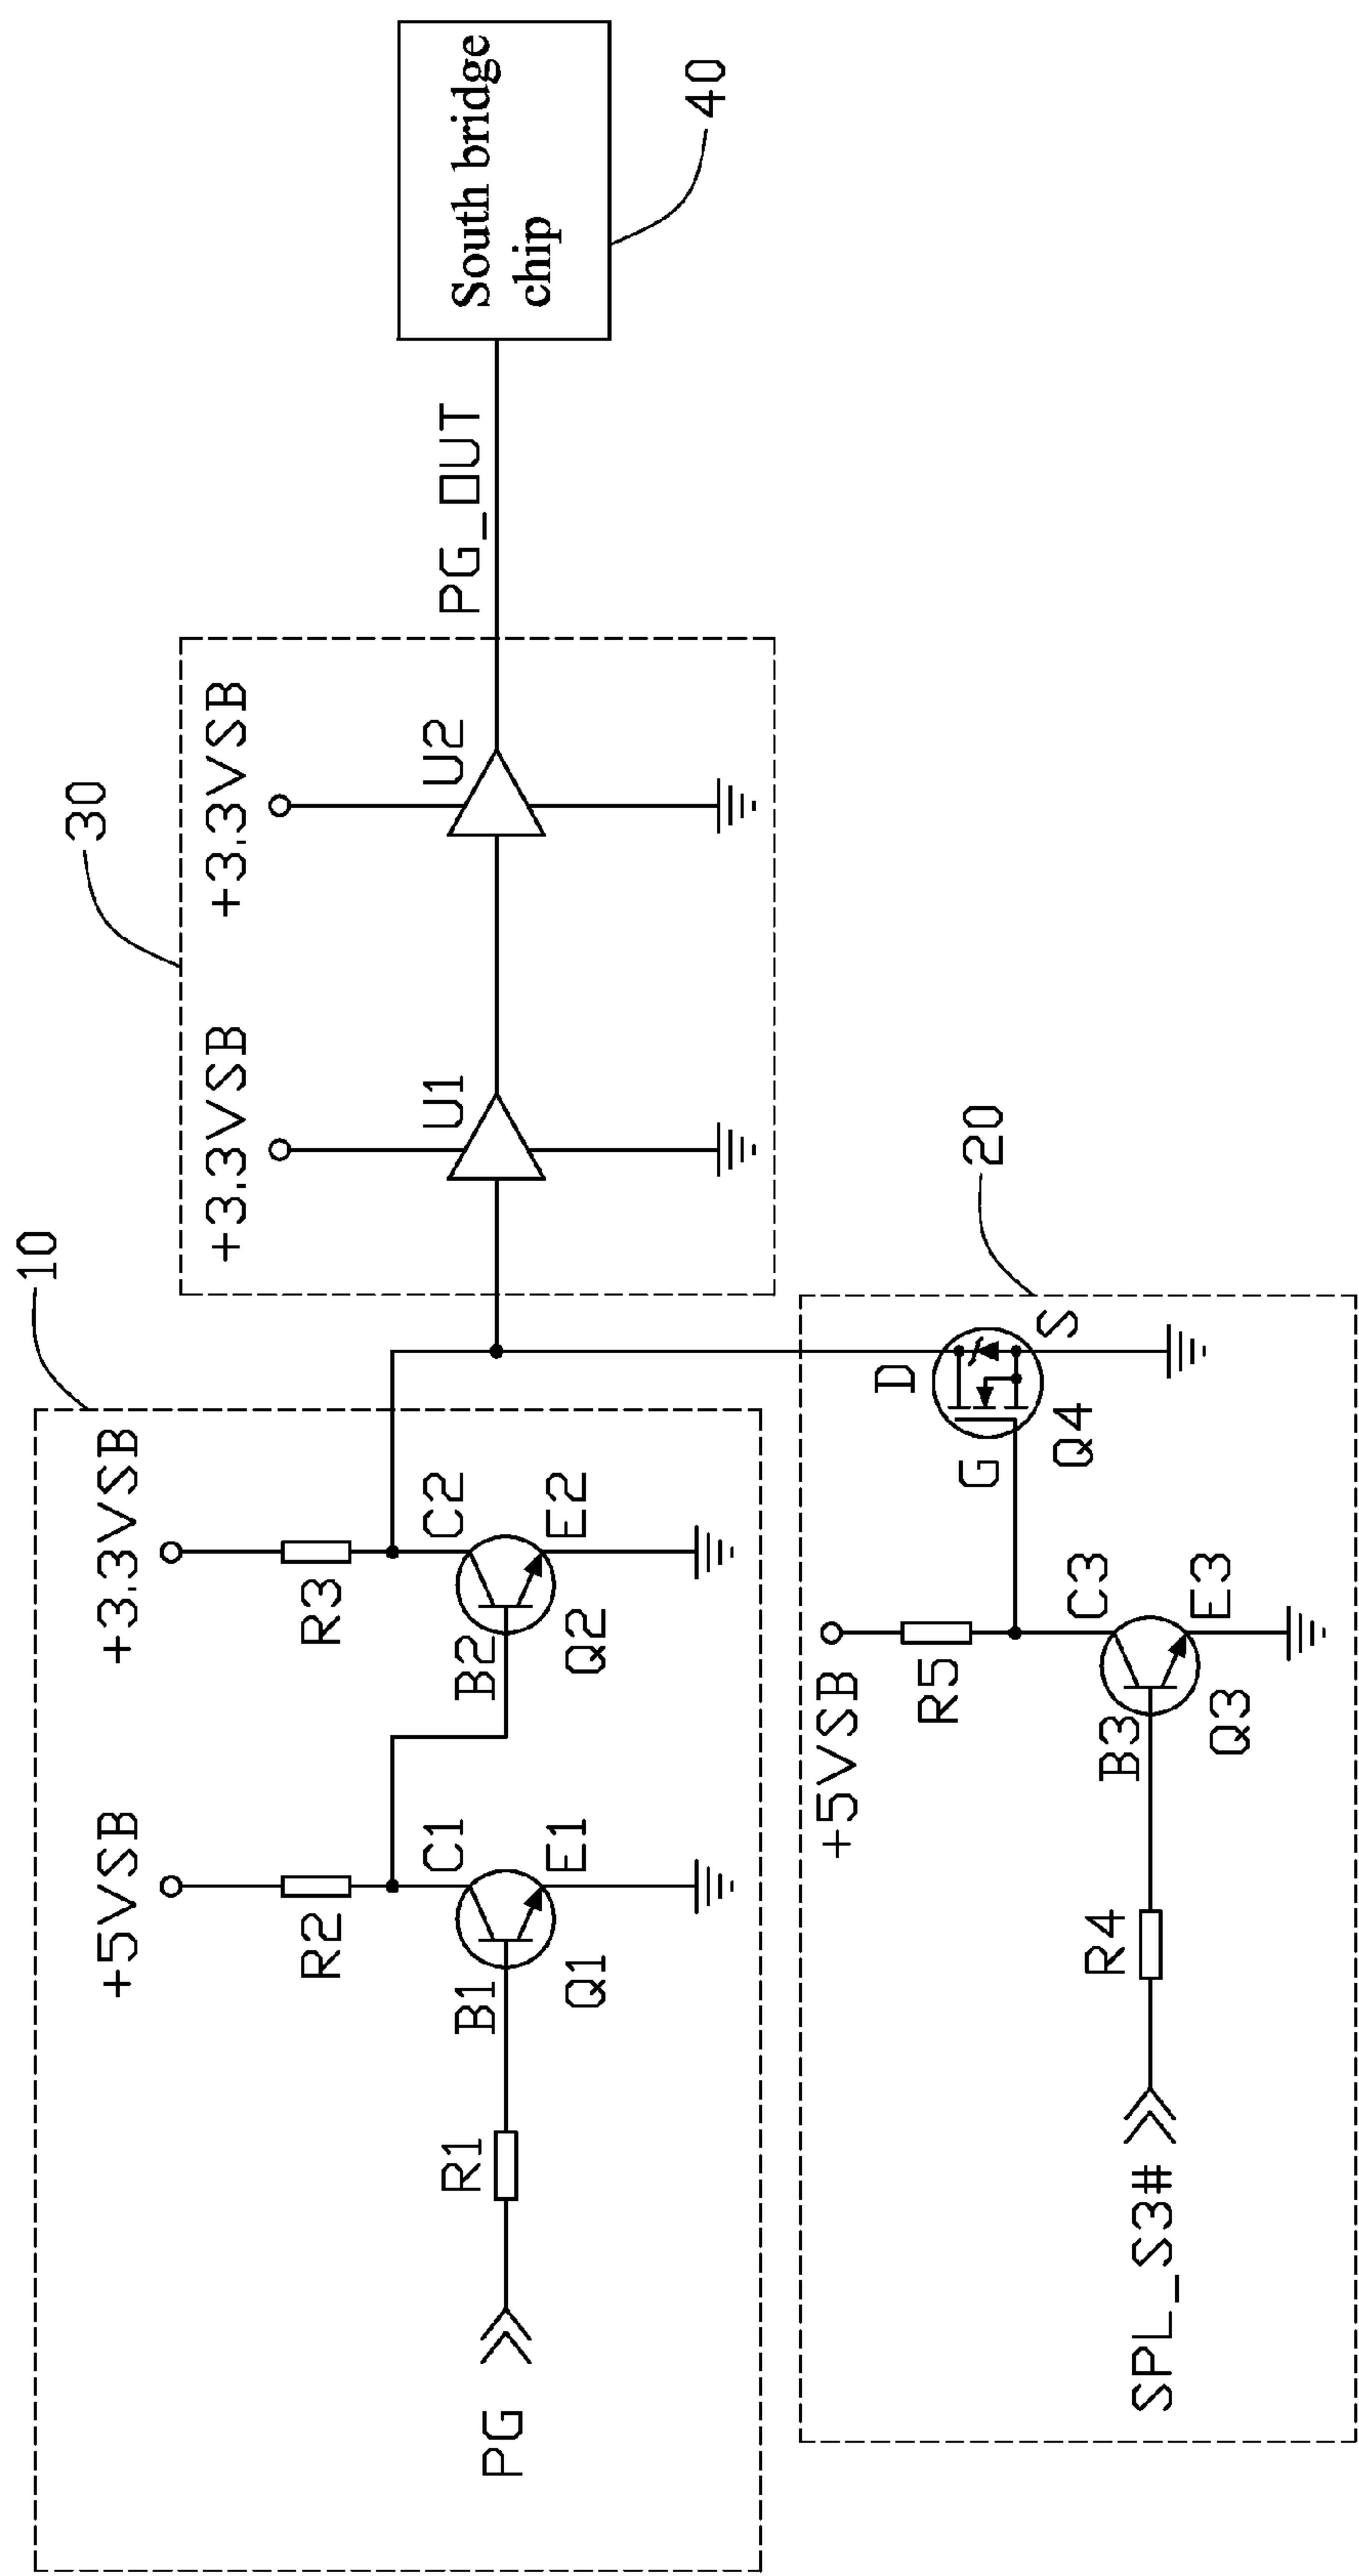 10
+5VSB
+3.3VSB
R2
R3
C1
C2
PG
R1
B1
B2
E1
E2
Q1
Q2
30
+3.3VSB
+3.3VSB
U1
U2
PG_OUT
South bridge
chip
40
20
+5VSB
R5
D
G
S
Q4
C3
SPL_S3#
R4
B3
E3
Q3